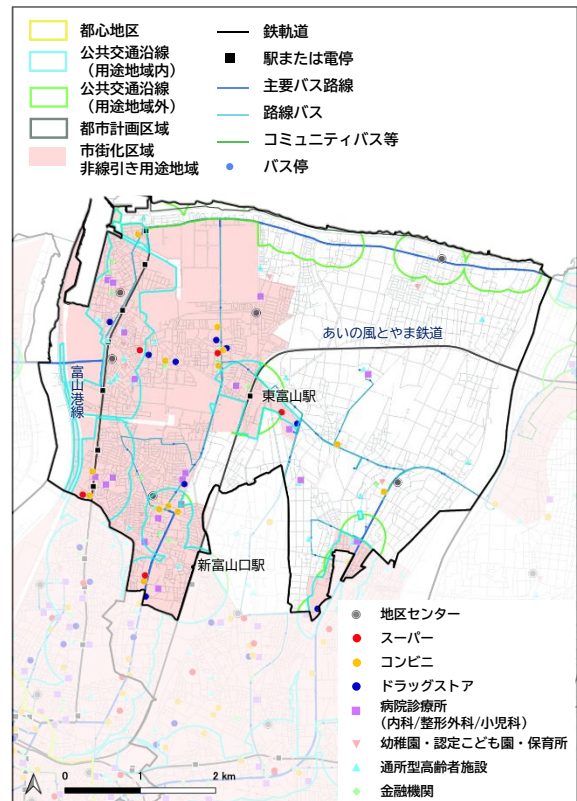 都心地区
公共交通沿線
（用途地域内）
公共交通沿線
（用途地域外）
都市計画区域
市街化区域
非線引き用途地域
鉄軌道
駅または電停
主要バス路線
路線バス
コミュニティバス等
バス停
あいの風とやま鉄道
富山港線
東富山駅
新富山口駅
地区センター
スーパー
コンビニ
ドラッグストア
病院診療所
（内科/整形外科/小児科）
幼稚園・認定こども園・保育所
通所型高齢者施設
金融機関
0 1 2 km